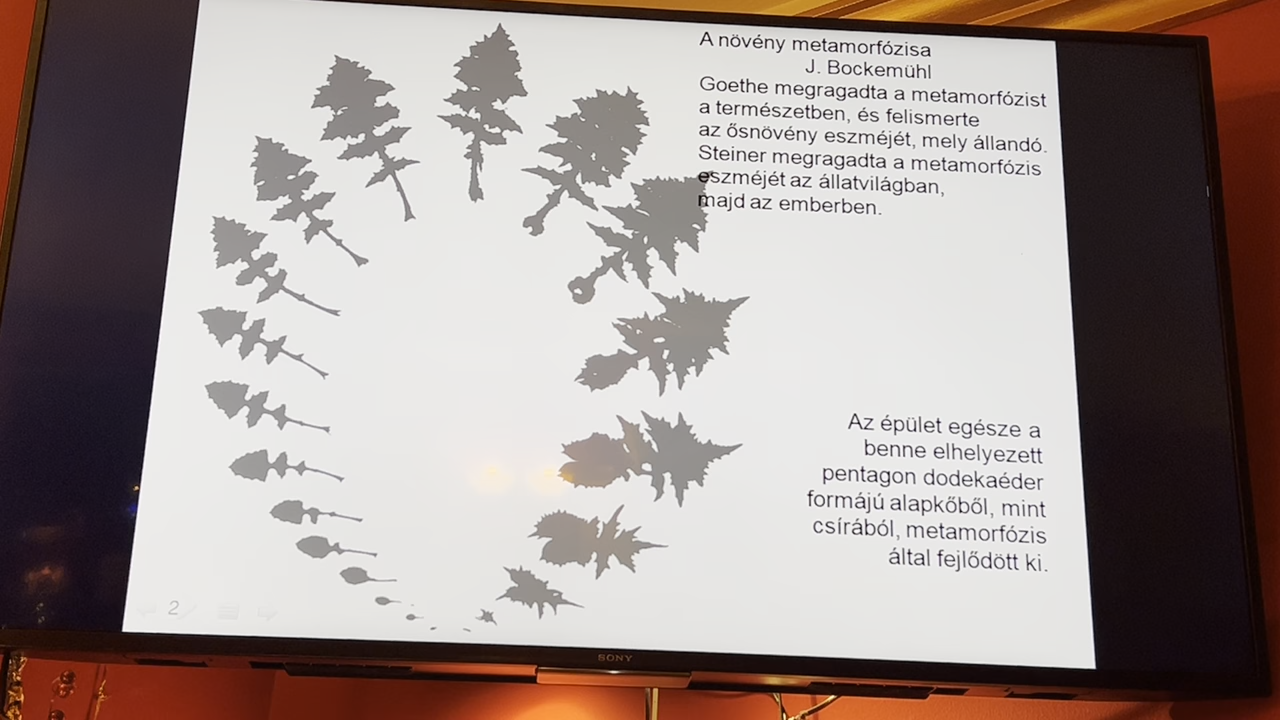 A növény metamorfózisa
J. Bockemühl
Goethe megragadta a metamorfózist
a természetben, és felismerte
az ősnövény eszméjét, mely állandó.
Steiner megragadta a metamorfózis
eszméjét az állatvilágban,
majd az emberben.
Az épület egésze a
benne elhelyezett
pentagon dodekaéder
formájú alapkőből, mint
csírából, metamorfózis
által fejlődött ki.
2
SONY